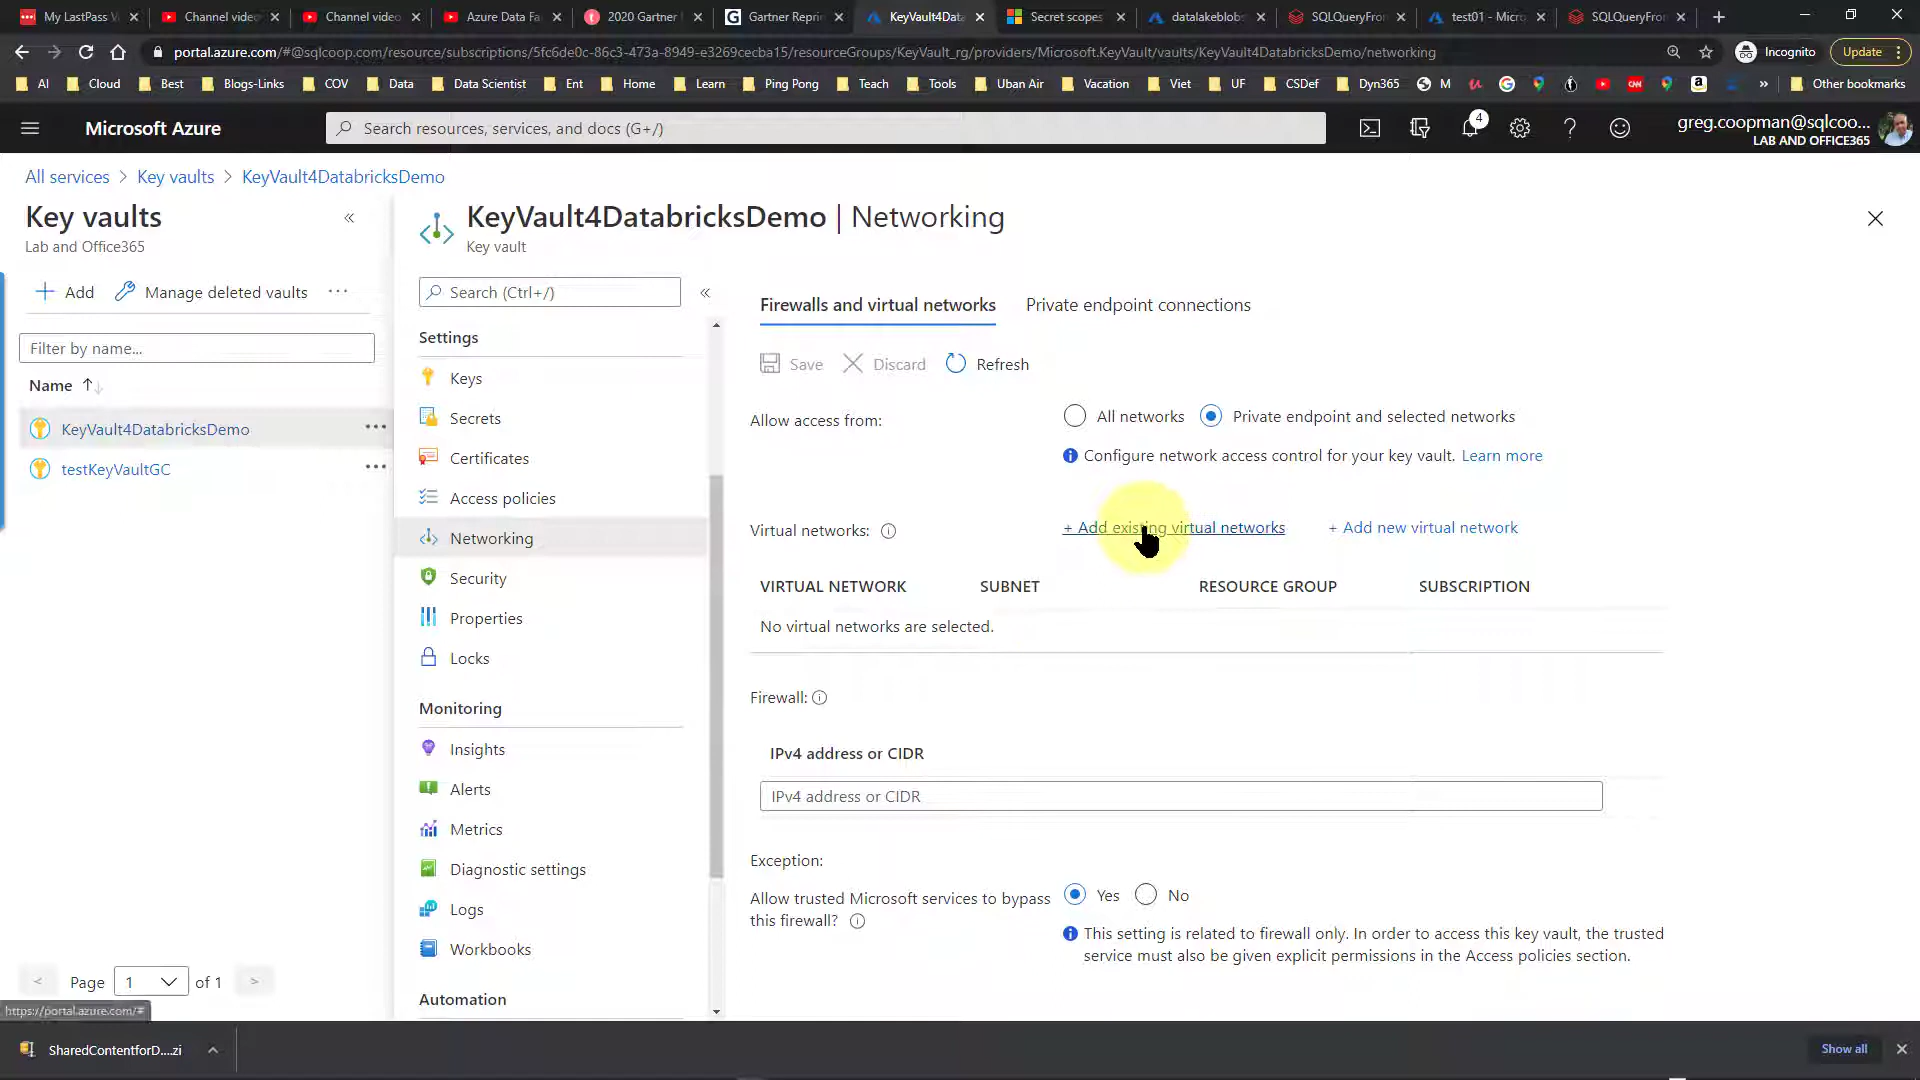 My LastPass V
Channel video
Channel video
Azure Data Fa
2020 Gartner
Gartner Reprin
KeyVault4Data
Secret scopes
datalakeblobs
SQLQueryFrom
test01 - Micro
SQLQueryFrom
portal.azure.com/#@sqlcoop.com/resource/subscriptions/5fc6de0c-86c3-473a-8949-e3269cecba15/resourceGroups/KeyVault_rg/providers/Microsoft.KeyVault/vaults/KeyVault4DatabricksDemo/networking
Incognito
Update
AI
Cloud
Best
Blogs-Links
COV
Data
Data Scientist
Ent
Home
Learn
Ping Pong
Teach
Tools
Uban Air
Vacation
Viet
UF
CSDef
Dyn365
M
»
Other bookmarks
Microsoft Azure
Search resources, services, and docs (G+/)
4
greg.coopman@sqlcoo...
LAB AND OFFICE365
All services > Key vaults > KeyVault4DatabricksDemo
Key vaults
«
Lab and Office365
+ Add
Manage deleted vaults
...
Filter by name...
Name ↑↓
KeyVault4DatabricksDemo
...
testKeyVaultGC
...
< Page 1 of 1 >
https://portal.azure.com/#
KeyVault4DatabricksDemo | Networking
Key vault
Search (Ctrl+/)
«
Settings
Keys
Secrets
Certificates
Access policies
Networking
Security
Properties
Locks
Monitoring
Insights
Alerts
Metrics
Diagnostic settings
Logs
Workbooks
Automation
Firewalls and virtual networks
Private endpoint connections
Save
Discard
Refresh
Allow access from:
All networks
Private endpoint and selected networks
Configure network access control for your key vault. Learn more
Virtual networks:
+ Add existing virtual networks
+ Add new virtual network
VIRTUAL NETWORK
SUBNET
RESOURCE GROUP
SUBSCRIPTION
No virtual networks are selected.
Firewall:
IPv4 address or CIDR
IPv4 address or CIDR
Exception:
Allow trusted Microsoft services to bypass
this firewall?
Yes
No
This setting is related to firewall only. In order to access this key vault, the trusted
service must also be given explicit permissions in the Access policies section.
SharedContentforD....zi
Show all